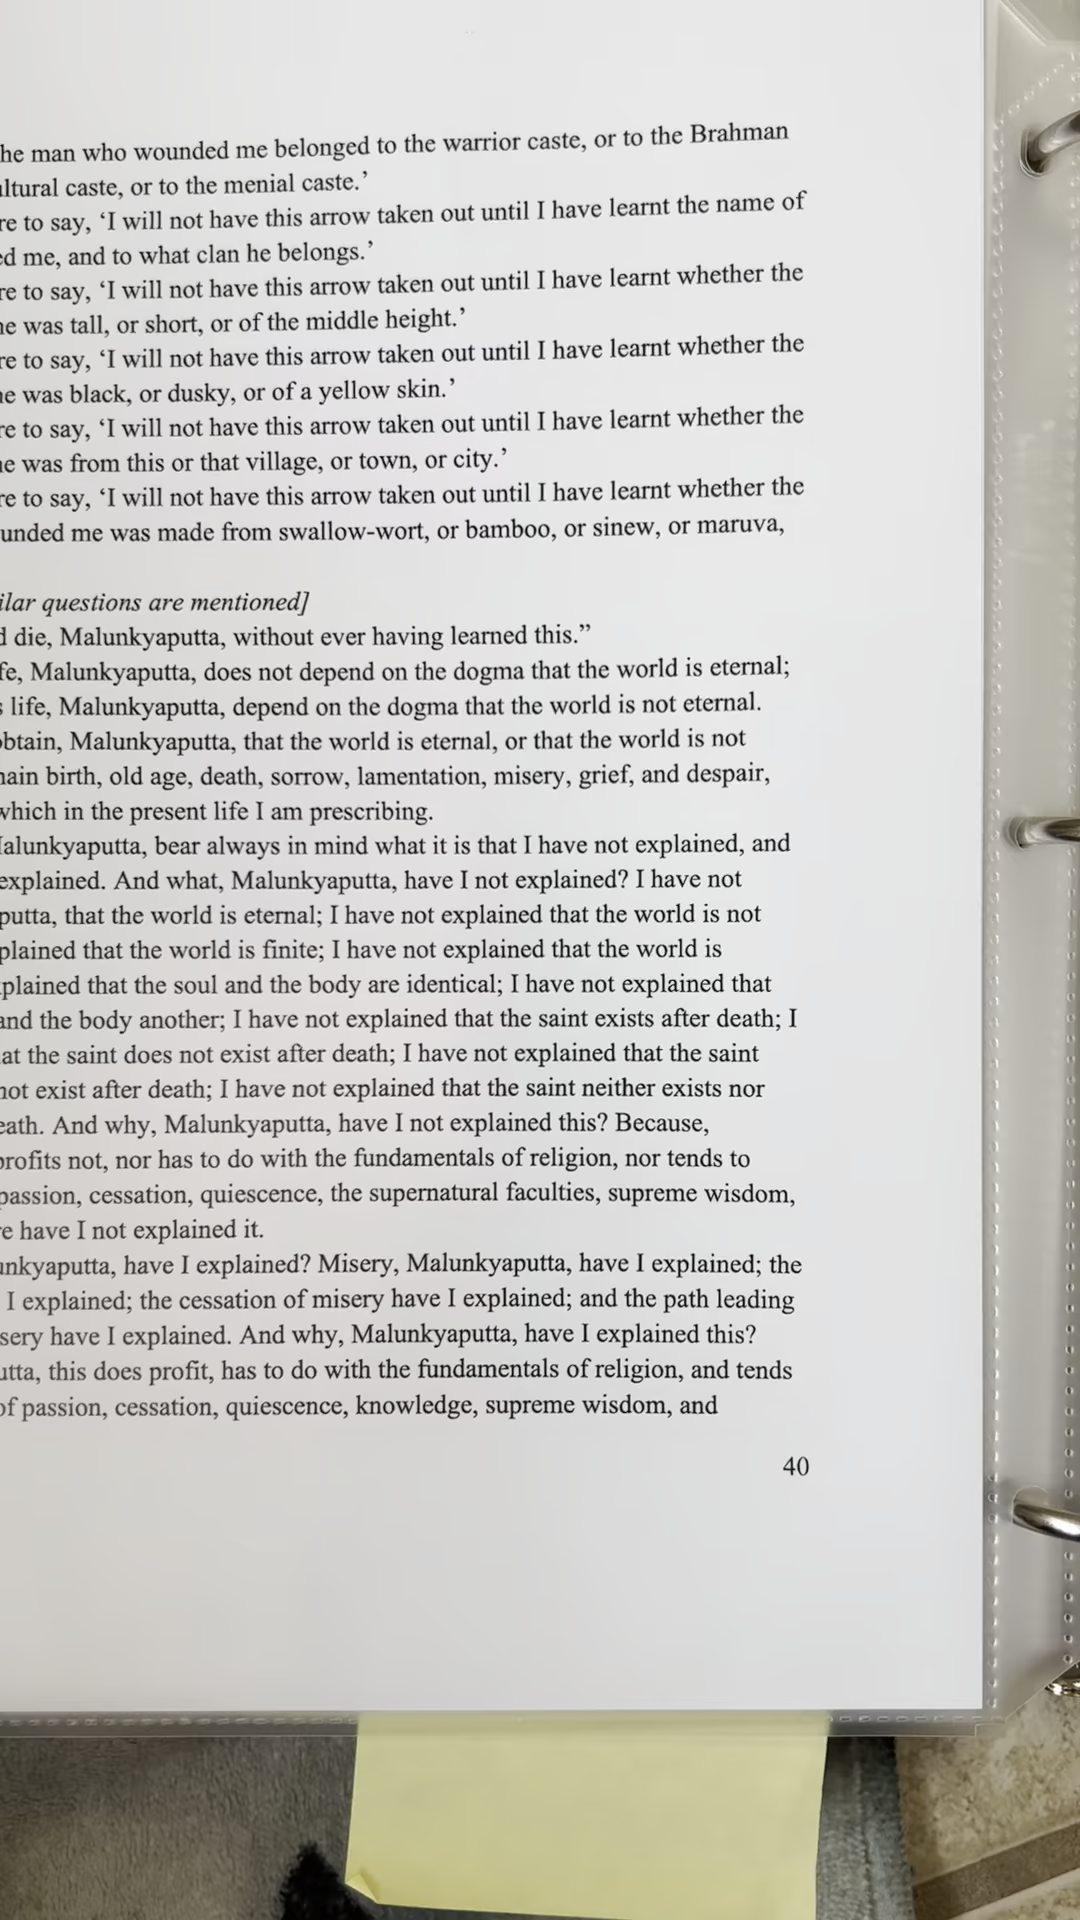 he man who wounded me belonged to the warrior caste, or to the Brahman
ltural caste, or to the menial caste.’
re to say, ‘I will not have this arrow taken out until I have learnt the name of
ed me, and to what clan he belongs.’
re to say, ‘I will not have this arrow taken out until I have learnt whether the
he was tall, or short, or of the middle height.’
re to say, ‘I will not have this arrow taken out until I have learnt whether the
he was black, or dusky, or of a yellow skin.’
re to say, ‘I will not have this arrow taken out until I have learnt whether the
he was from this or that village, or town, or city.’
re to say, ‘I will not have this arrow taken out until I have learnt whether the
unded me was made from swallow-wort, or bamboo, or sinew, or maruva,
ilar questions are mentioned]
d die, Malunkyaputta, without ever having learned this.”
fe, Malunkyaputta, does not depend on the dogma that the world is eternal;
s life, Malunkyaputta, depend on the dogma that the world is not eternal.
obtain, Malunkyaputta, that the world is eternal, or that the world is not
nain birth, old age, death, sorrow, lamentation, misery, grief, and despair,
which in the present life I am prescribing.
Malunkyaputta, bear always in mind what it is that I have not explained, and
explained. And what, Malunkyaputta, have I not explained? I have not
putta, that the world is eternal; I have not explained that the world is not
plained that the world is finite; I have not explained that the world is
plained that the soul and the body are identical; I have not explained that
and the body another; I have not explained that the saint exists after death; I
at the saint does not exist after death; I have not explained that the saint
not exist after death; I have not explained that the saint neither exists nor
eath. And why, Malunkyaputta, have I not explained this? Because,
profits not, nor has to do with the fundamentals of religion, nor tends to
passion, cessation, quiescence, the supernatural faculties, supreme wisdom,
e have I not explained it.
unkyaputta, have I explained? Misery, Malunkyaputta, have I explained; the
I explained; the cessation of misery have I explained; and the path leading
sery have I explained. And why, Malunkyaputta, have I explained this?
utta, this does profit, has to do with the fundamentals of religion, and tends
of passion, cessation, quiescence, knowledge, supreme wisdom, and
40